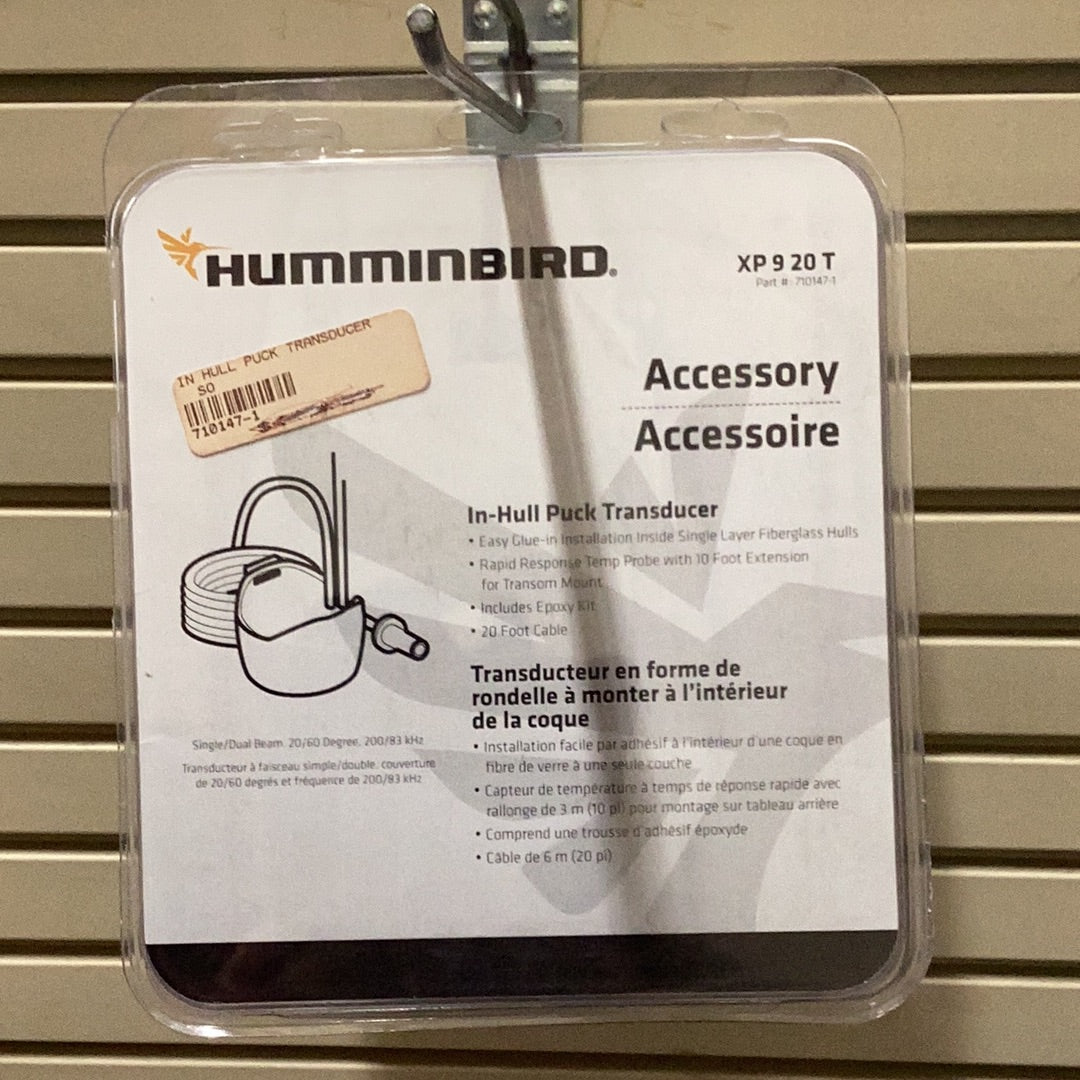 HUMMINBIRD.
XP 9 20 T
Part #: 710147-1
IN HULL PUCK TRANSDUCER
SO
710147-1
Accessory
Accessoire
In-Hull Puck Transducer
• Easy Glue-in Installation Inside Single Layer Fiberglass Hulls
• Rapid Response Temp Probe with 10 Foot Extension
for Transom Mount
• Includes Epoxy Kit
• 20 Foot Cable
Transducteur en forme de
rondelle à monter à l'intérieur
de la coque
• Installation facile par adhésif à l'intérieur d'une coque en
fibre de verre à une seule couche
• Capteur de température à temps de réponse rapide avec
rallonge de 3 m (10 pi) pour montage sur tableau arrière
• Comprend une trousse d'adhésif époxyde
• Câble de 6 m (20 pi)
Single/Dual Beam, 20/60 Degree, 200/83 kHz
Transducteur à faisceau simple/double, couverture
de 20/60 degrés et fréquence de 200/83 kHz